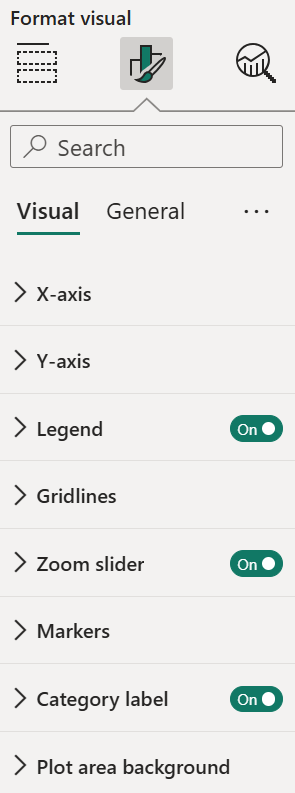 Format visual
Search
Visual General ...
X-axis
Y-axis
Legend On
Gridlines
Zoom slider On
Markers
Category label On
Plot area background